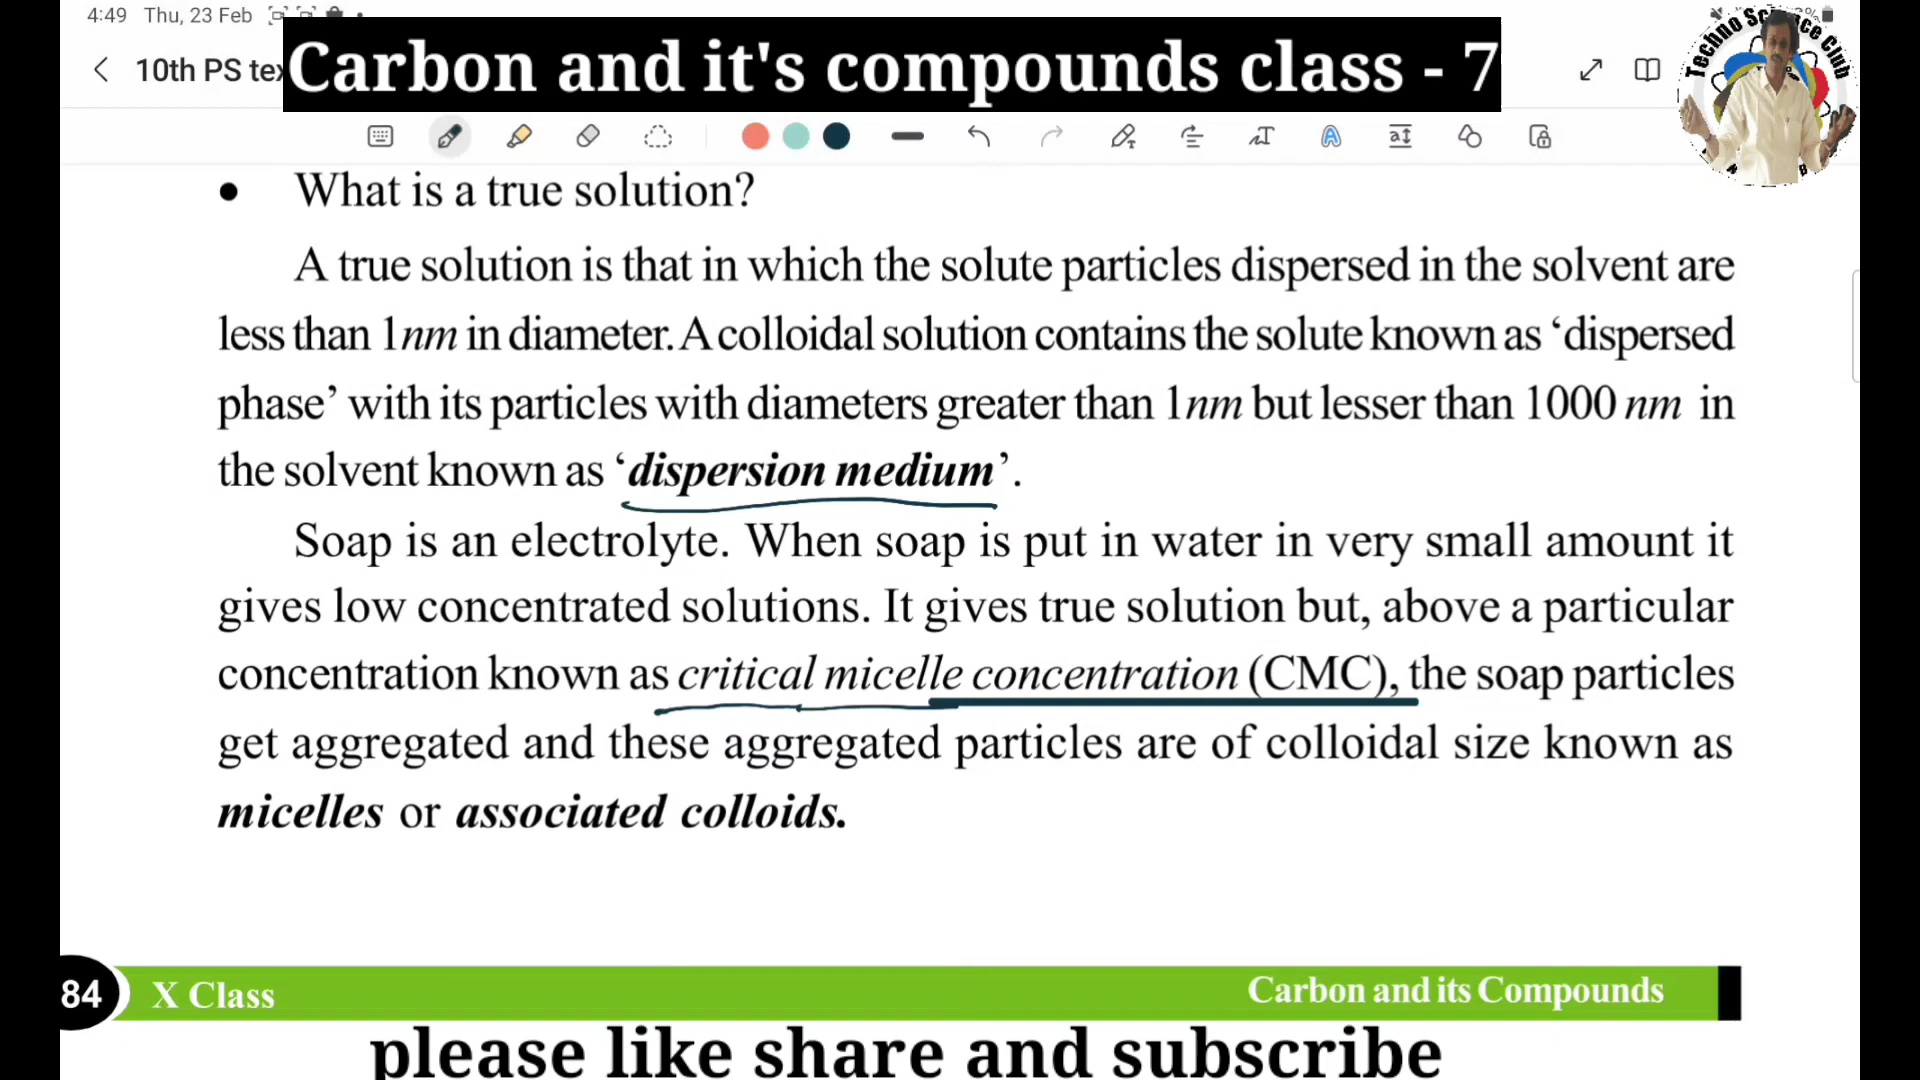 4:49 Thu, 23 Feb
10th PS tex
Carbon and it's compounds class - 7
Techno Science Club
• What is a true solution?
A true solution is that in which the solute particles dispersed in the solvent are
less than 1nm in diameter. A colloidal solution contains the solute known as ‘dispersed
phase’ with its particles with diameters greater than 1nm but lesser than 1000 nm in
the solvent known as ‘dispersion medium’.
Soap is an electrolyte. When soap is put in water in very small amount it
gives low concentrated solutions. It gives true solution but, above a particular
concentration known as critical micelle concentration (CMC), the soap particles
get aggregated and these aggregated particles are of colloidal size known as
micelles or associated colloids.
84 X Class Carbon and its Compounds
please like share and subscribe